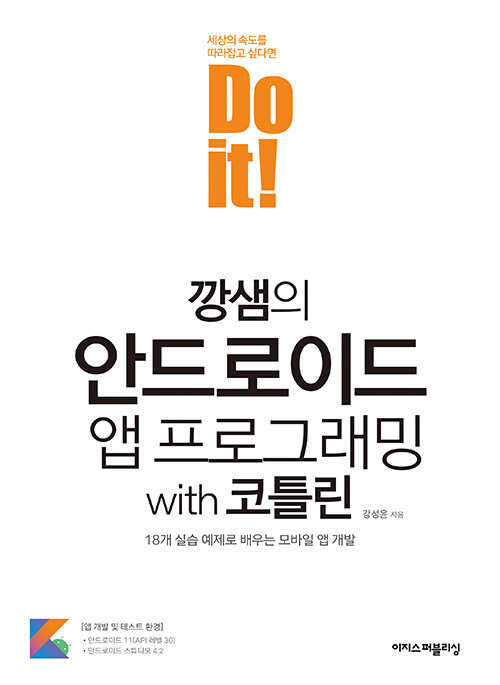 세상의 속도를
따라잡고 싶다면
Do
it!
깡샘의
안드로이드
앱 프로그래밍
with 코틀린
강성윤 지음
18개 실습 예제로 배우는 모바일 앱 개발
[앱 개발 및 테스트 환경]
• 안드로이드 11(API 레벨 30)
• 안드로이드 스튜디오 4.2
이지스퍼블리싱